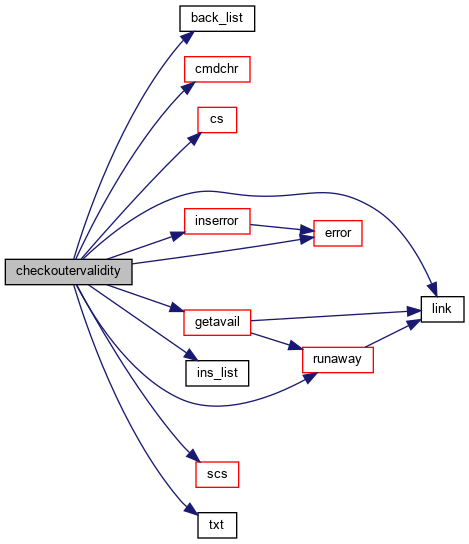 back_list
cmdchr
cs
inserror
error
checkoutervalidity
link
getavail
runaway
ins_list
scs
txt